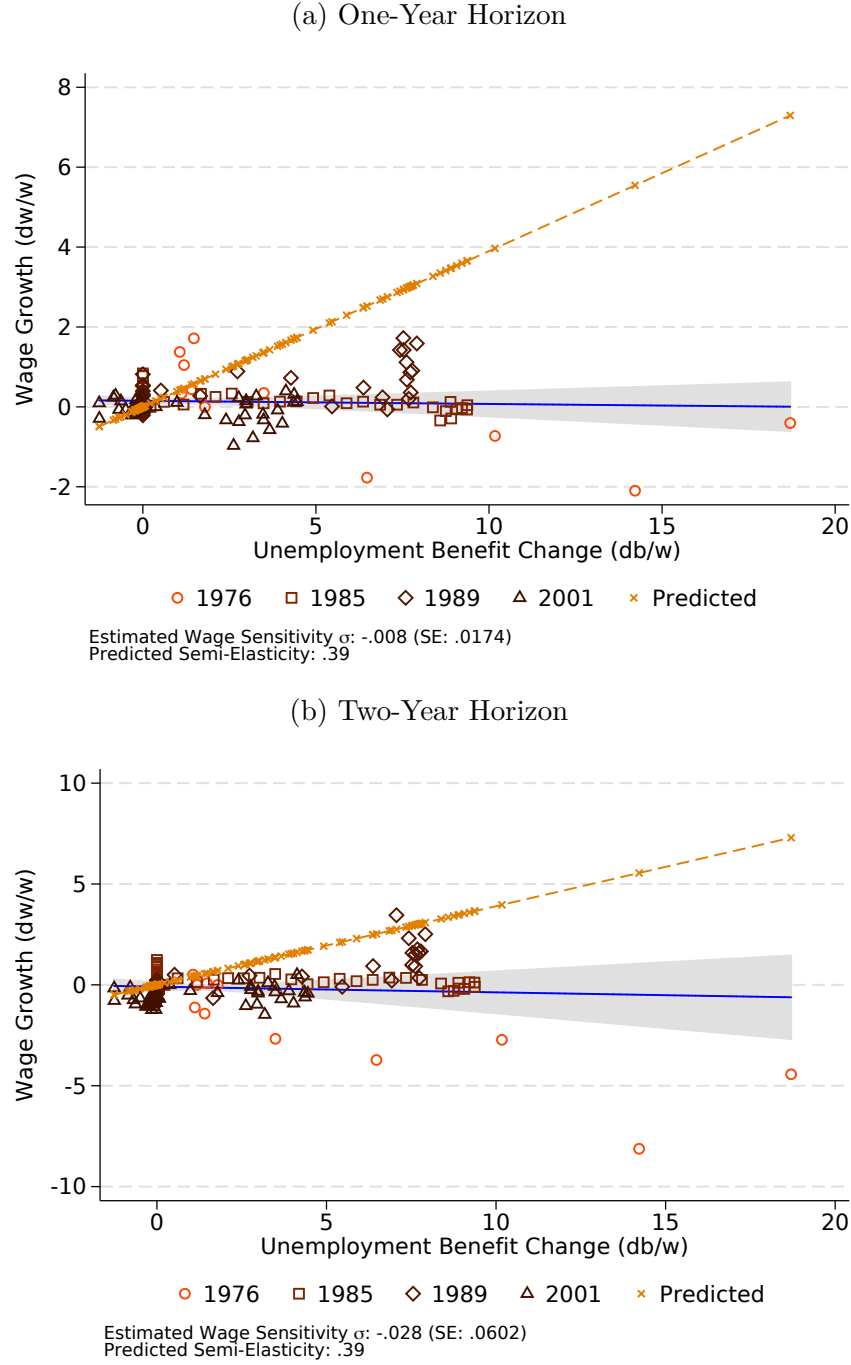 (a) One-Year Horizon
8
6
4
2
0
-2
Wage Growth (dw/w)
0 5 10 15 20
Unemployment Benefit Change (db/w)
1976 1985 1989 2001 Predicted
Estimated Wage Sensitivity σ: -.008 (SE: .0174)
Predicted Semi-Elasticity: .39
(b) Two-Year Horizon
10
5
0
-5
-10
Wage Growth (dw/w)
0 5 10 15 20
Unemployment Benefit Change (db/w)
1976 1985 1989 2001 Predicted
Estimated Wage Sensitivity σ: -.028 (SE: .0602)
Predicted Semi-Elasticity: .39